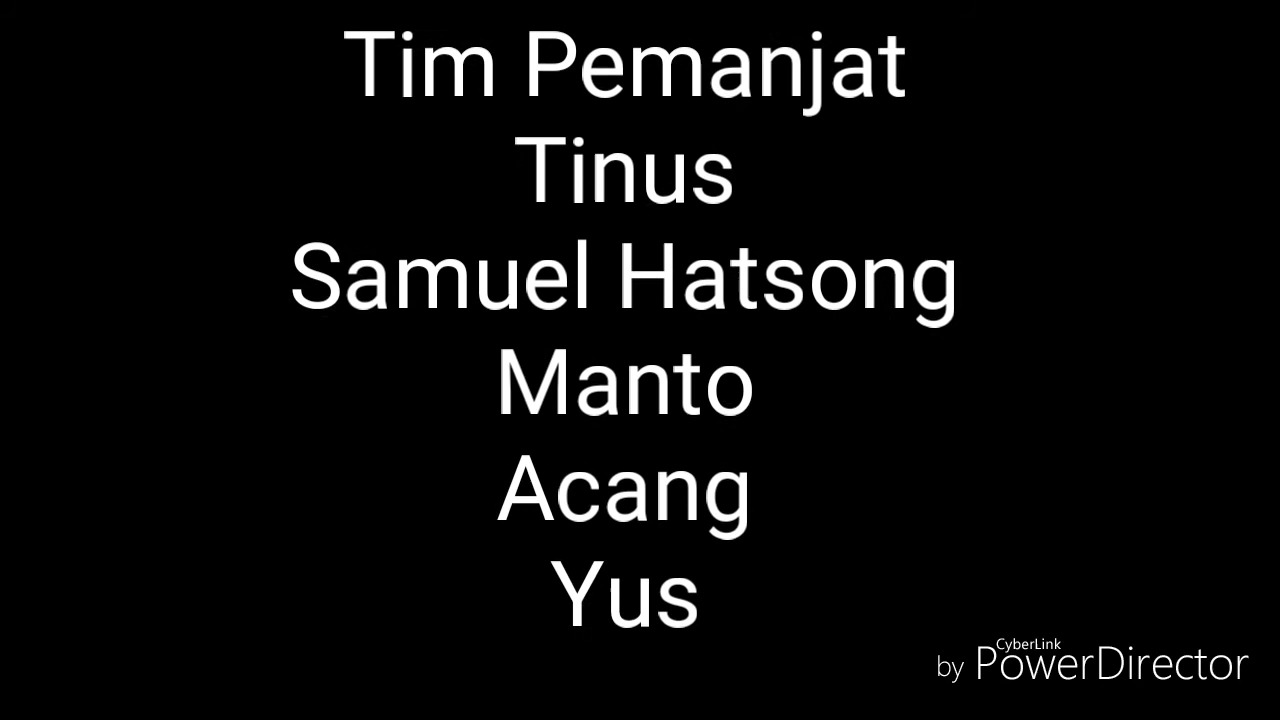 Tim Pemanjat
Tinus
Samuel Hatsong
Manto
Acang
Yus
by CyberLink PowerDirector